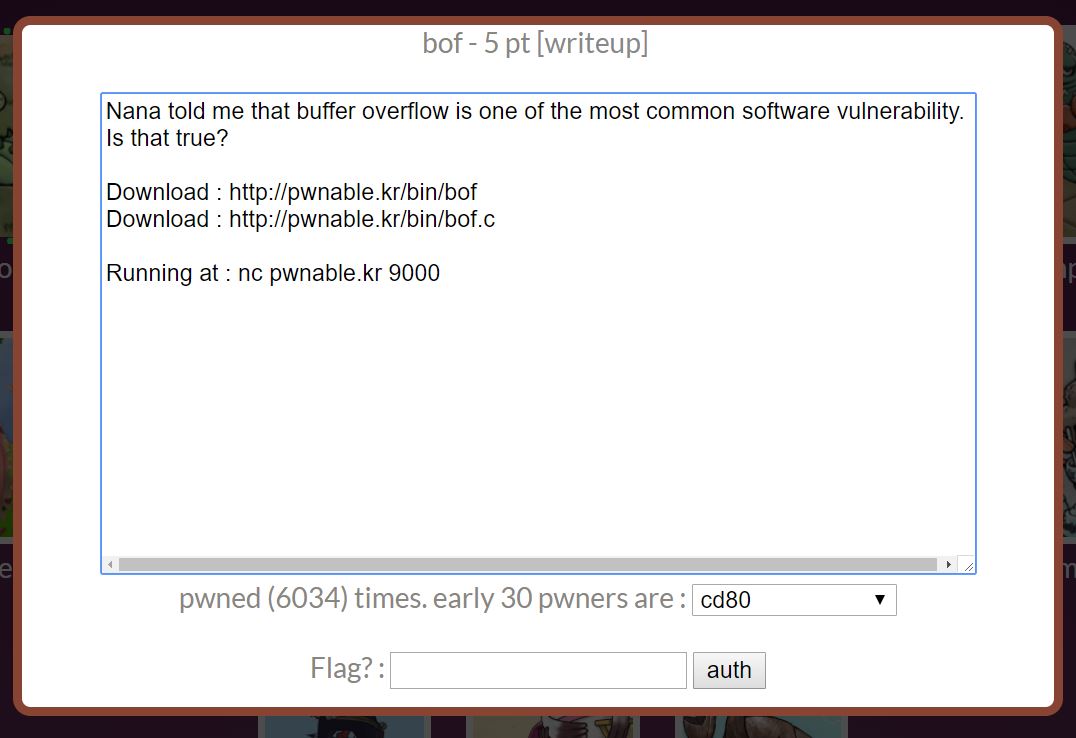 bof - 5 pt [writeup]
Nana told me that buffer overflow is one of the most common software vulnerability.
Is that true?
Download : http://pwnable.kr/bin/bof
Download : http://pwnable.kr/bin/bof.c
Running at : nc pwnable.kr 9000
pwned (6034) times. early 30 pwners are : cd80
Flag? : auth